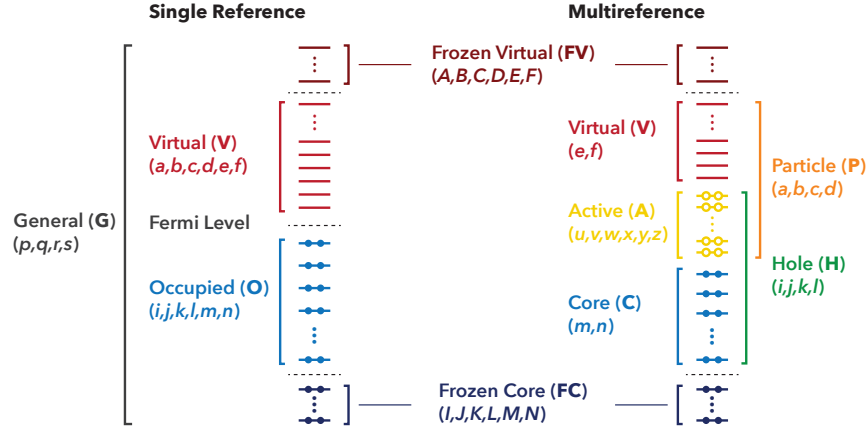 Single Reference
Multireference
Frozen Virtual (FV)
(A,B,C,D,E,F)
Virtual (V)
(a,b,c,d,e,f)
Virtual (V)
(e,f)
Particle (P)
(a,b,c,d)
General (G)
(p,q,r,s)
Fermi Level
Active (A)
(u,v,w,x,y,z)
Hole (H)
(i,j,k,l)
Occupied (O)
(i,j,k,l,m,n)
Core (C)
(m,n)
Frozen Core (FC)
(I,J,K,L,M,N)